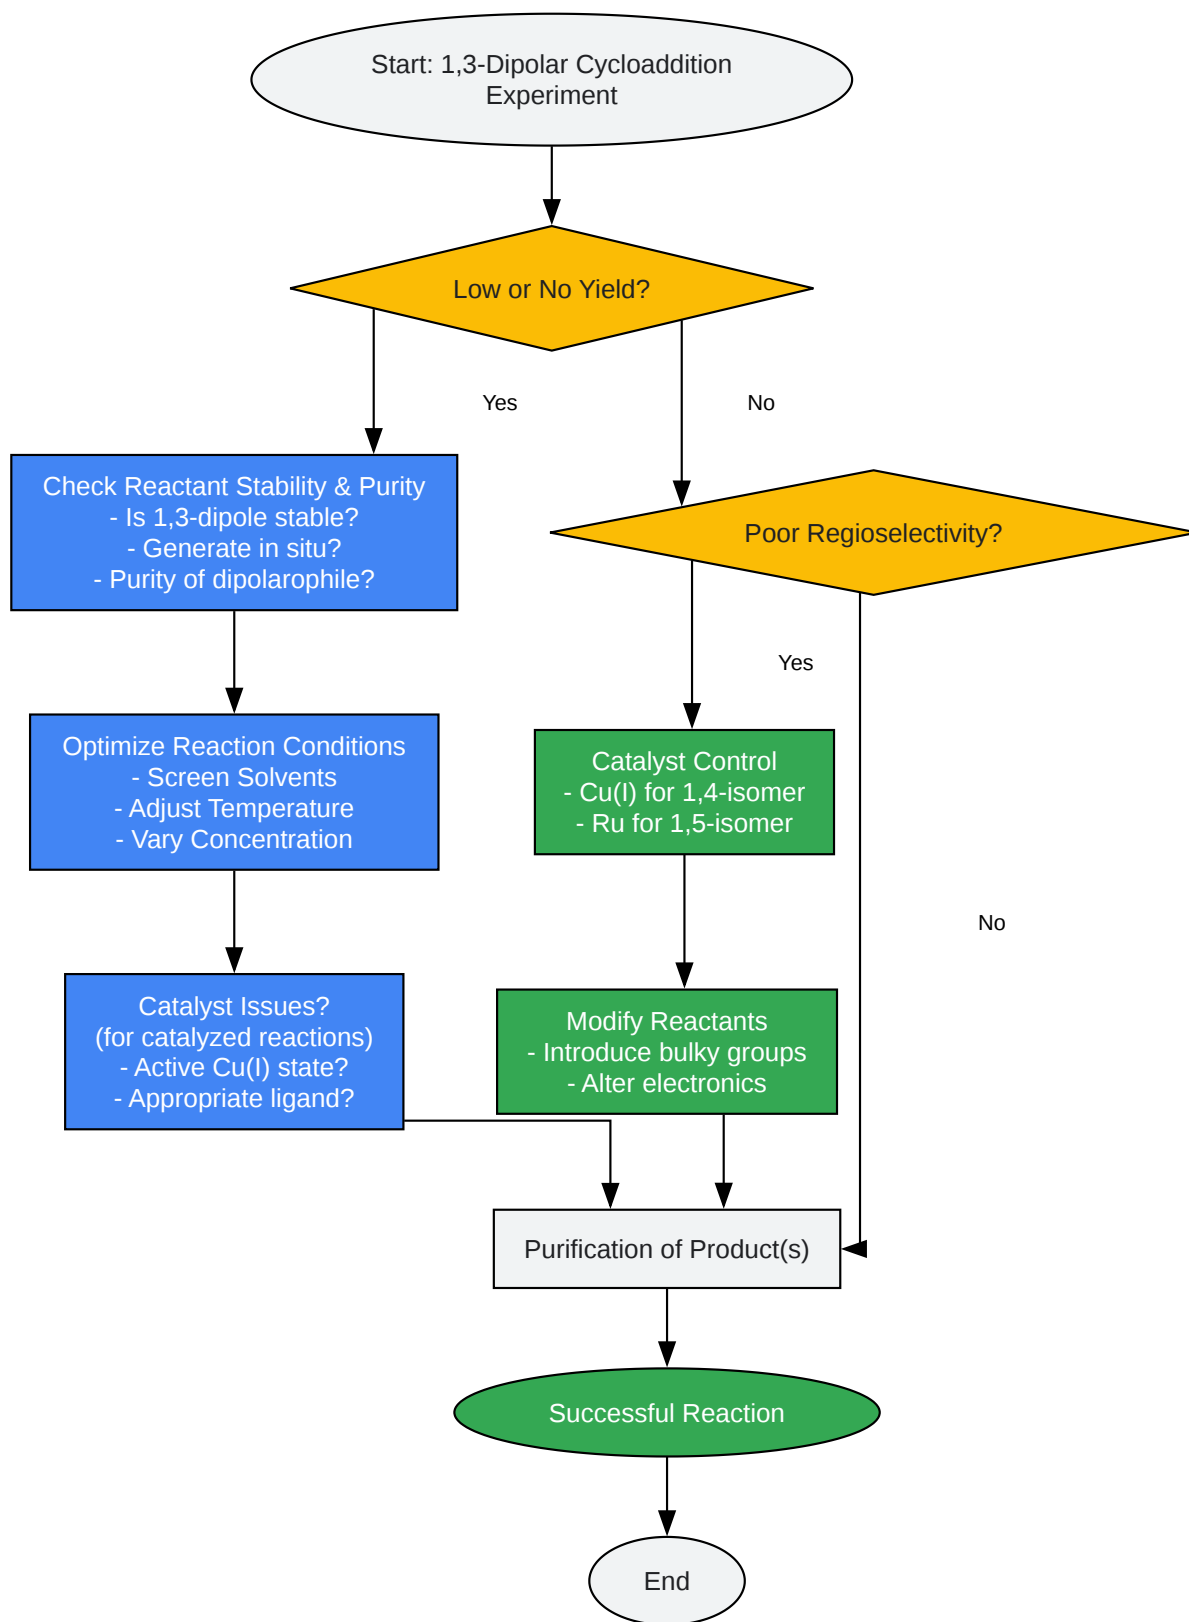 Start: 1,3-Dipolar Cycloaddition
Experiment
Low or No Yield?
Yes
No
Check Reactant Stability & Purity
- Is 1,3-dipole stable?
- Generate in situ?
- Purity of dipolarophile?
Poor Regioselectivity?
Yes
Optimize Reaction Conditions
- Screen Solvents
- Adjust Temperature
- Vary Concentration
Catalyst Control
- Cu(I) for 1,4-isomer
- Ru for 1,5-isomer
No
Catalyst Issues?
(for catalyzed reactions)
- Active Cu(I) state?
- Appropriate ligand?
Modify Reactants
- Introduce bulky groups
- Alter electronics
Purification of Product(s)
Successful Reaction
End